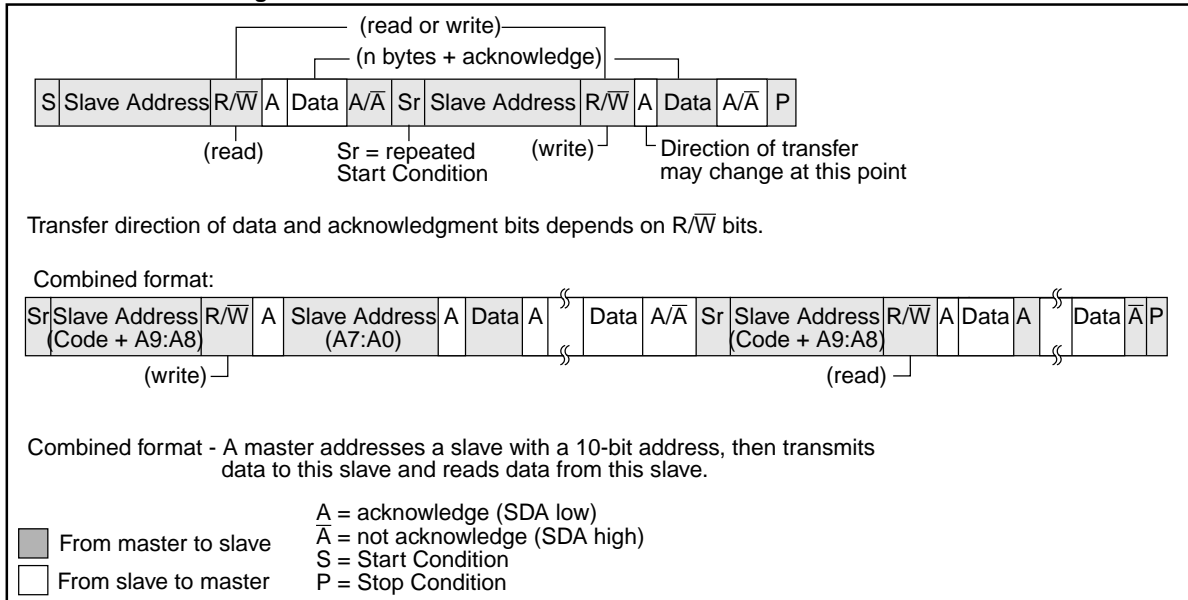 (read or write)
(n bytes + acknowledge)
S Slave Address R/W̅ A Data A/A̅ Sr Slave Address R/W̅ A Data A/A̅ P
(read) Sr = repeated (write) Direction of transfer
Start Condition may change at this point
Transfer direction of data and acknowledgment bits depends on R/W̅ bits.
Combined format:
Sr Slave Address R/W̅ A Slave Address A Data A Data A/A̅ Sr Slave Address R/W̅ A Data A Data A̅ P
(Code + A9:A8) (A7:A0) (Code + A9:A8)
(write) (read)
Combined format - A master addresses a slave with a 10-bit address, then transmits
data to this slave and reads data from this slave.
A = acknowledge (SDA low)
From master to slave A̅ = not acknowledge (SDA high)
S = Start Condition
From slave to master P = Stop Condition